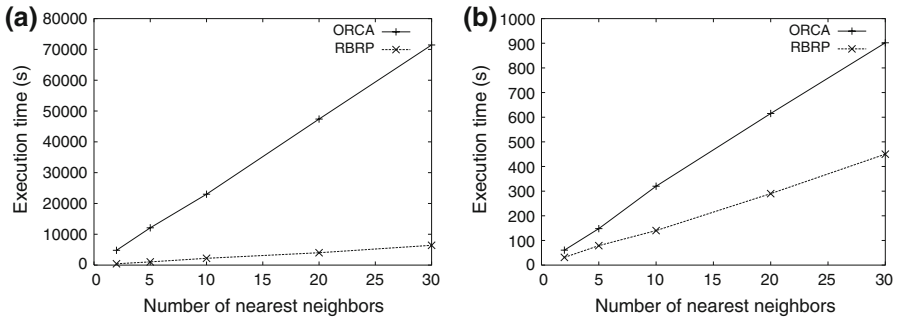 (a)
80000
70000
60000
50000
40000
30000
20000
10000
0
0 5 10 15 20 25 30
Execution time (s)
Number of nearest neighbors
ORCA
RBRP
(b)
1000
900
800
700
600
500
400
300
200
100
0
0 5 10 15 20 25 30
Execution time (s)
Number of nearest neighbors
ORCA
RBRP